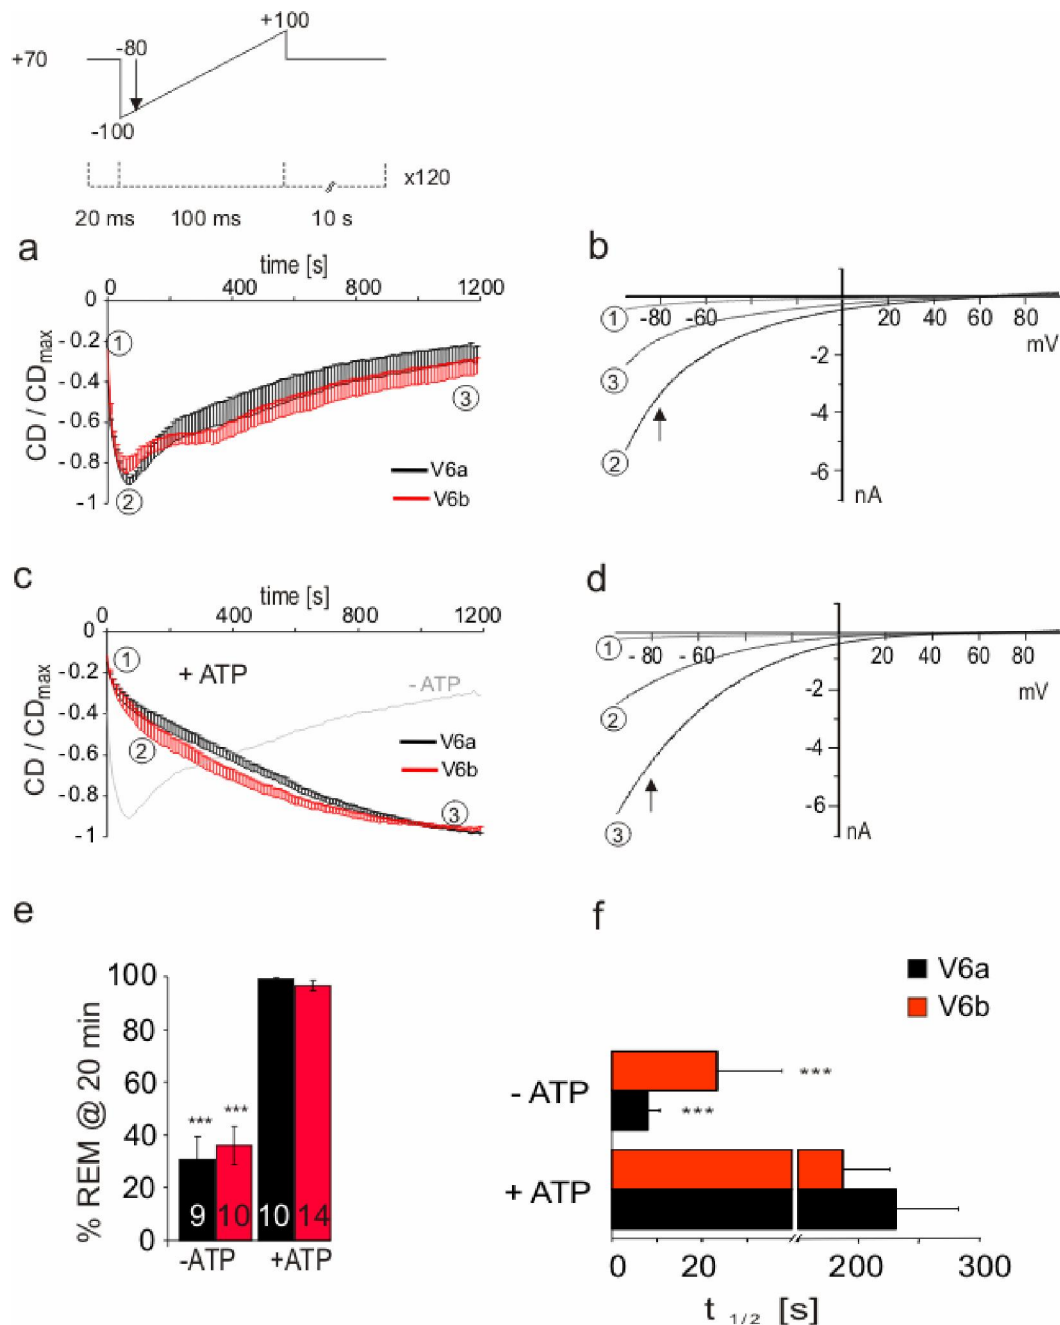 +100
+70
-80
-100
x120
20 ms 100 ms 10 s
a
time [s]
0 400 800 1200
0
- 0.2
- 0.4
- 0.6
- 0.8
- 1
CD / CDmax
1
2
3
V6a
V6b
b
1
3
2
-80 -60 20 40 60 80
mV
-2
-4
-6
nA
c
time [s]
0 400 800 1200
0
- 0.2
- 0.4
- 0.6
- 0.8
- 1
CD / CDmax
1
+ ATP
- ATP
2
V6a
V6b
3
d
1
2
3
- 80 - 60 20 40 60 80
mV
-2
-4
-6
nA
e
% REM @ 20 min
100
80
60
40
20
0
*** ***
9 10 10 14
-ATP +ATP
f
V6a
V6b
- ATP
***
***
+ ATP
0 20 200 300
t 1/2 [s]